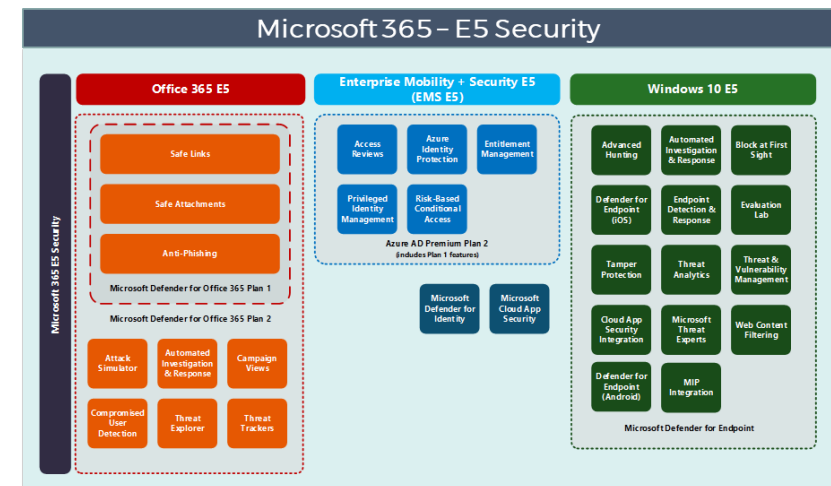 Microsoft 365 – E5 Security
Microsoft 365 E5 Security
Office 365 E5
Safe Links
Safe Attachments
Anti-Phishing
Microsoft Defender for Office 365 Plan 1
Microsoft Defender for Office 365 Plan 2
Attack
Simulator
Automated
Investigation
& Response
Campaign
Views
Compromised
User
Detection
Threat
Explorer
Threat
Trackers
Enterprise Mobility + Security E5
(EMS E5)
Access
Reviews
Azure
Identity
Protection
Entitlement
Management
Privileged
Identity
Management
Risk-Based
Conditional
Access
Azure AD Premium Plan 2
(includes Plan 1 features)
Microsoft
Defender for
Identity
Microsoft
Cloud App
Security
Windows 10 E5
Advanced
Hunting
Automated
Investigation
& Response
Block at First
Sight
Defender for
Endpoint
(iOS)
Endpoint
Detection &
Response
Evaluation
Lab
Tamper
Protection
Threat
Analytics
Threat &
Vulnerability
Management
Cloud App
Security
Integration
Microsoft
Threat
Experts
Web Content
Filtering
Defender for
Endpoint
(Android)
MIP
Integration
Microsoft Defender for Endpoint